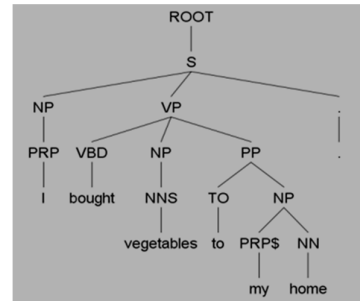 ROOT
S
NP VP .
PRP VBD NP PP .
I bought NNS TO NP
vegetables to PRP$ NN
my home